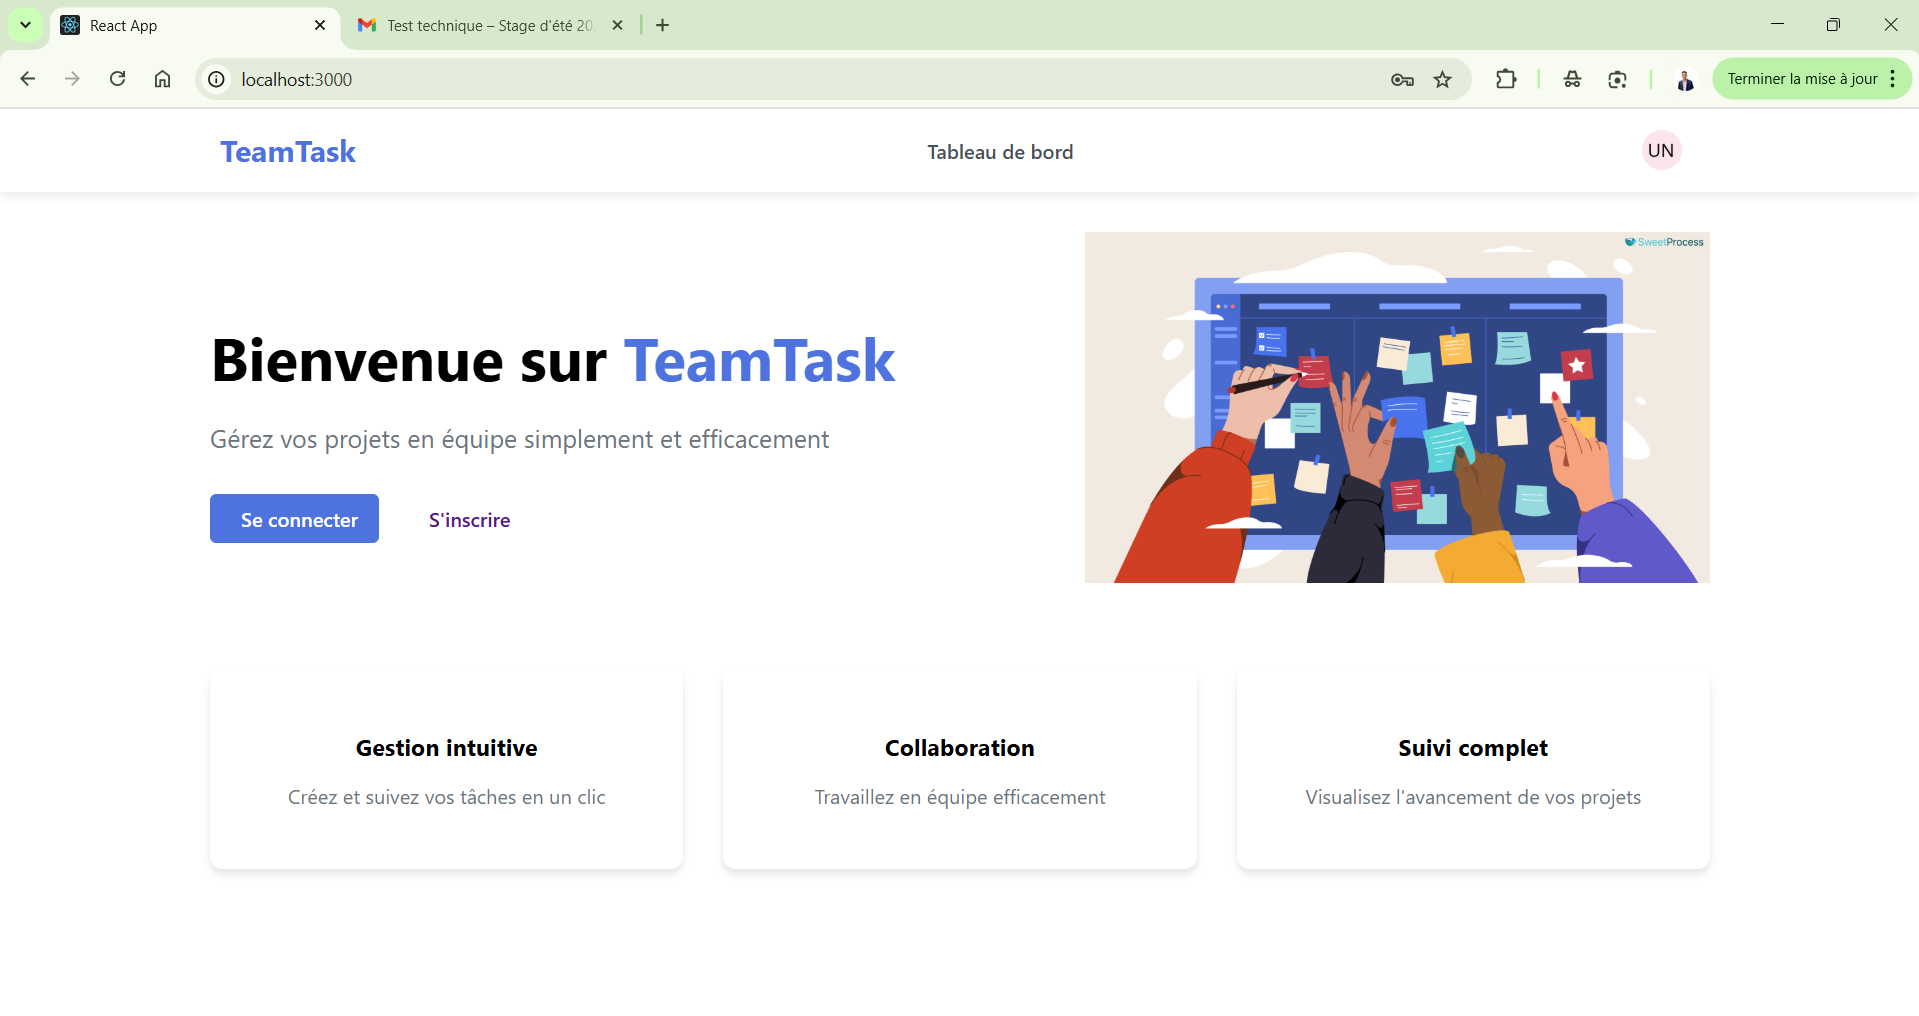 React App
Test technique – Stage d'été 20
localhost:3000
Terminer la mise à jour
TeamTask
Tableau de bord
UN
SweetProcess
Bienvenue sur TeamTask
Gérez vos projets en équipe simplement et efficacement
Se connecter
S'inscrire
Gestion intuitive
Collaboration
Suivi complet
Créez et suivez vos tâches en un clic
Travaillez en équipe efficacement
Visualisez l'avancement de vos projets